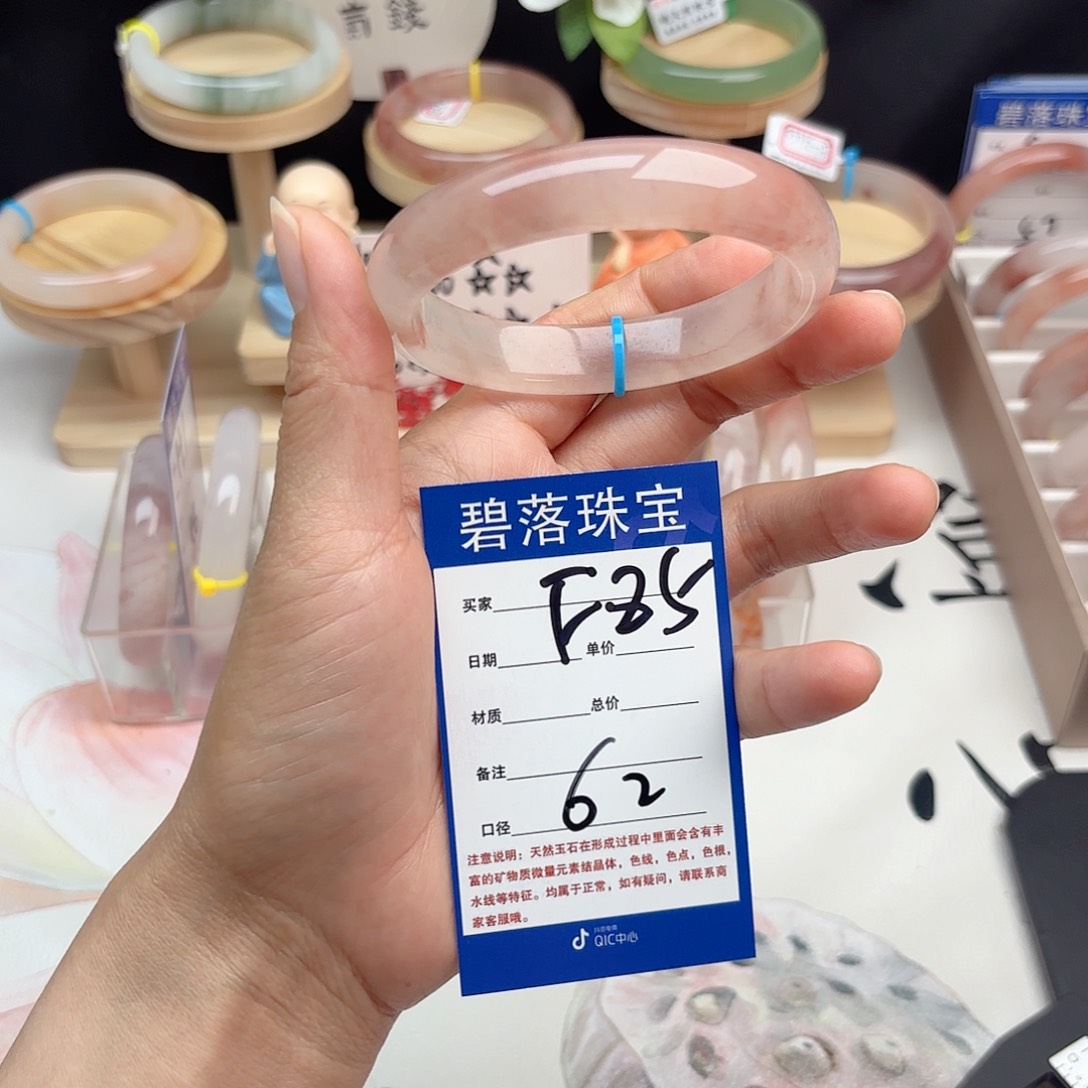 碧落珠宝
买家
日期 单价
材质 总价
备注
口径 62
注意说明：天然玉石在形成过程中里面会含有丰
富的矿物质微量元素结晶体，色线，色点，色根，
水线等特征。均属于正常，如有疑问，请联系商
家客服哦。
抖音电商
QIC中心
碧落珠